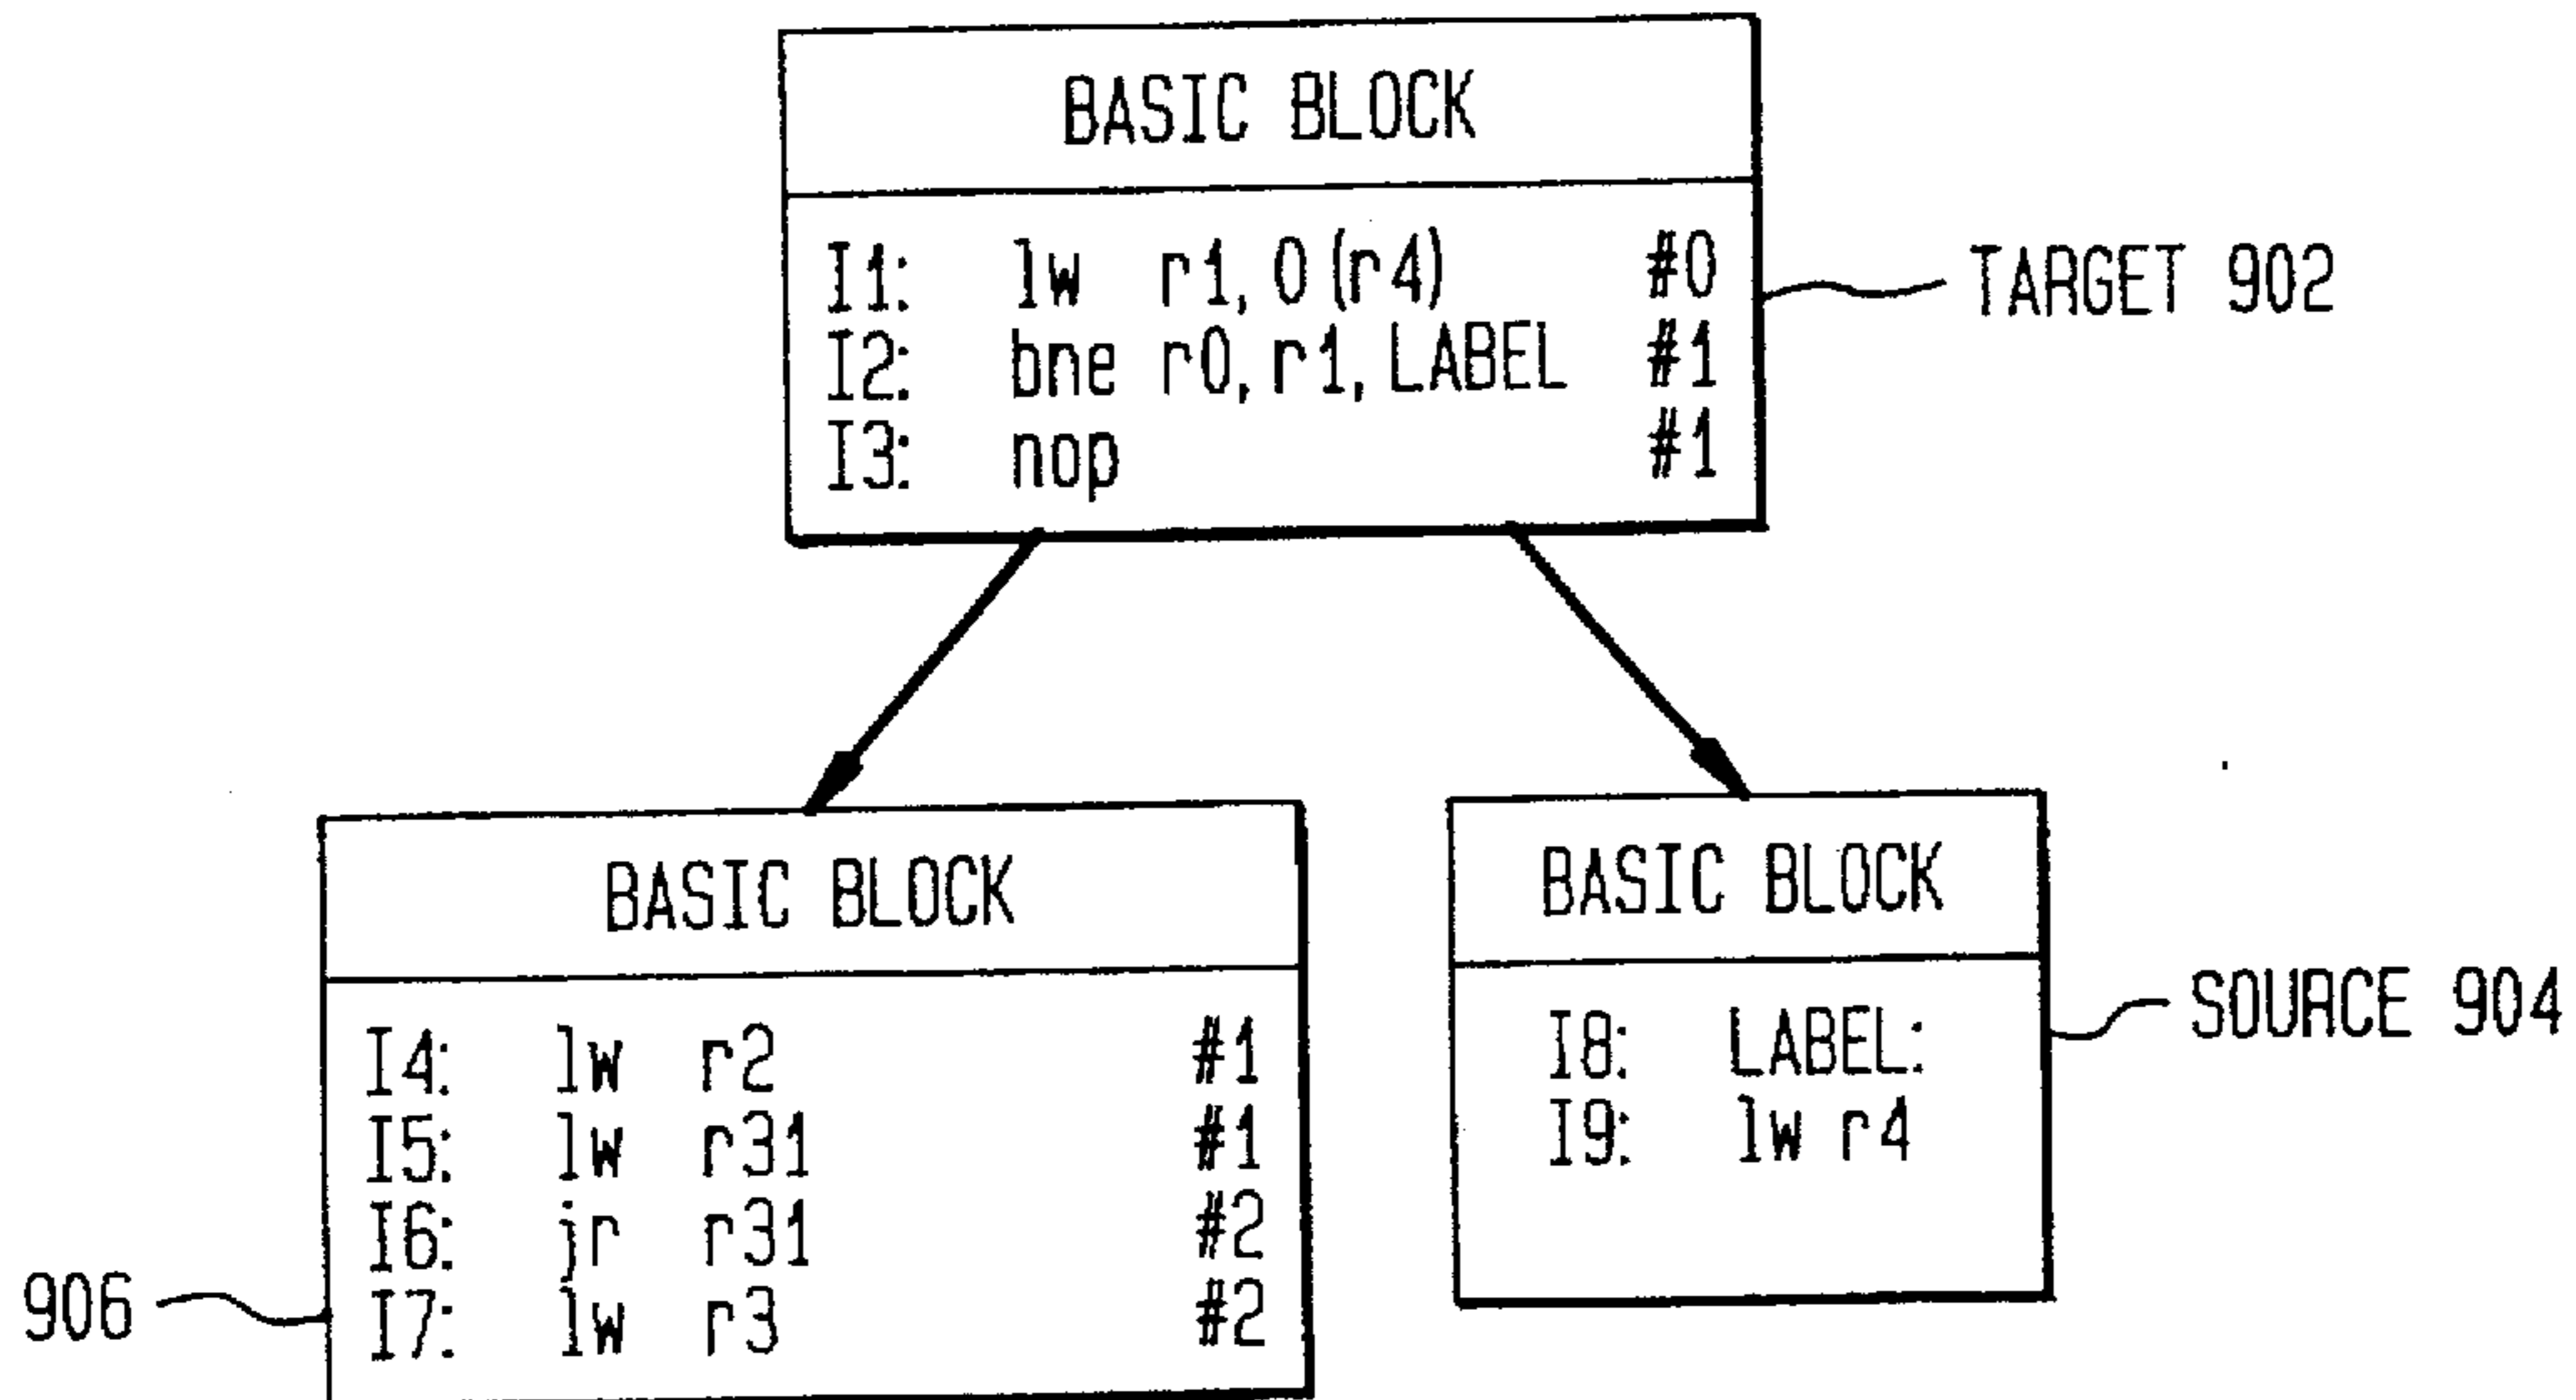 BASIC BLOCK
I1: lw r1, 0 (r4) #0
I2: bne r0, r1, LABEL #1
I3: nop #1
TARGET 902
BASIC BLOCK
I4: lw r2 #1
I5: lw r31 #1
I6: jr r31 #2
I7: lw r3 #2
906
BASIC BLOCK
I8: LABEL:
I9: lw r4
SOURCE 904